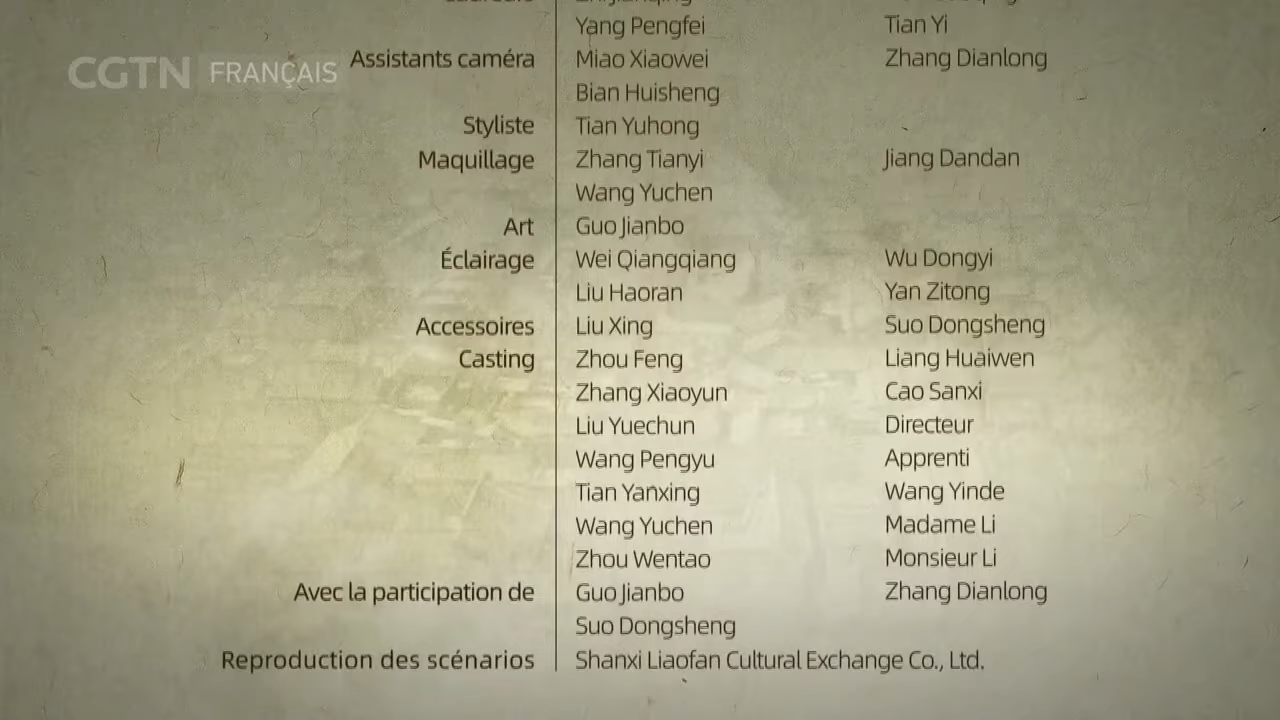 Yang Pengfei Tian Yi
CGTN FRANÇAIS
Assistants caméra Miao Xiaowei Zhang Dianlong
Bian Huisheng
Styliste Tian Yuhong
Maquillage Zhang Tianyi Jiang Dandan
Wang Yuchen
Art Guo Jianbo
Éclairage Wei Qiangqiang Wu Dongyi
Liu Haoran Yan Zitong
Accessoires Liu Xing Suo Dongsheng
Casting Zhou Feng Liang Huaiwen
Zhang Xiaoyun Cao Sanxi
Liu Yuechun Directeur
Wang Pengyu Apprenti
Tian Yanxing Wang Yinde
Wang Yuchen Madame Li
Zhou Wentao Monsieur Li
Avec la participation de Guo Jianbo Zhang Dianlong
Suo Dongsheng
Reproduction des scénarios Shanxi Liaofan Cultural Exchange Co., Ltd.